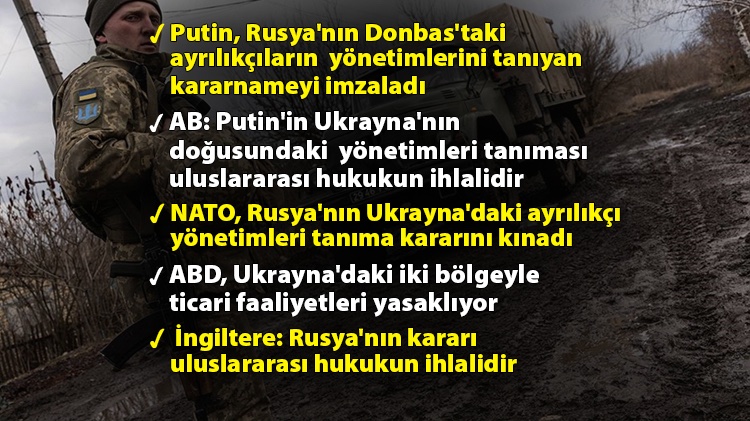 ✓ Putin, Rusya'nın Donbas'taki
ayrılıkçıların yönetimlerini tanıyan
kararnameyi imzaladı
✓ AB: Putin'in Ukrayna'nın
doğusundaki yönetimleri tanıması
uluslararası hukukun ihlalidir
✓ NATO, Rusya'nın Ukrayna'daki ayrılıkçı
yönetimleri tanıma kararını kınadı
✓ ABD, Ukrayna'daki iki bölgeyle
ticari faaliyetleri yasaklıyor
✓ İngiltere: Rusya'nın kararı
uluslararası hukukun ihlalidir